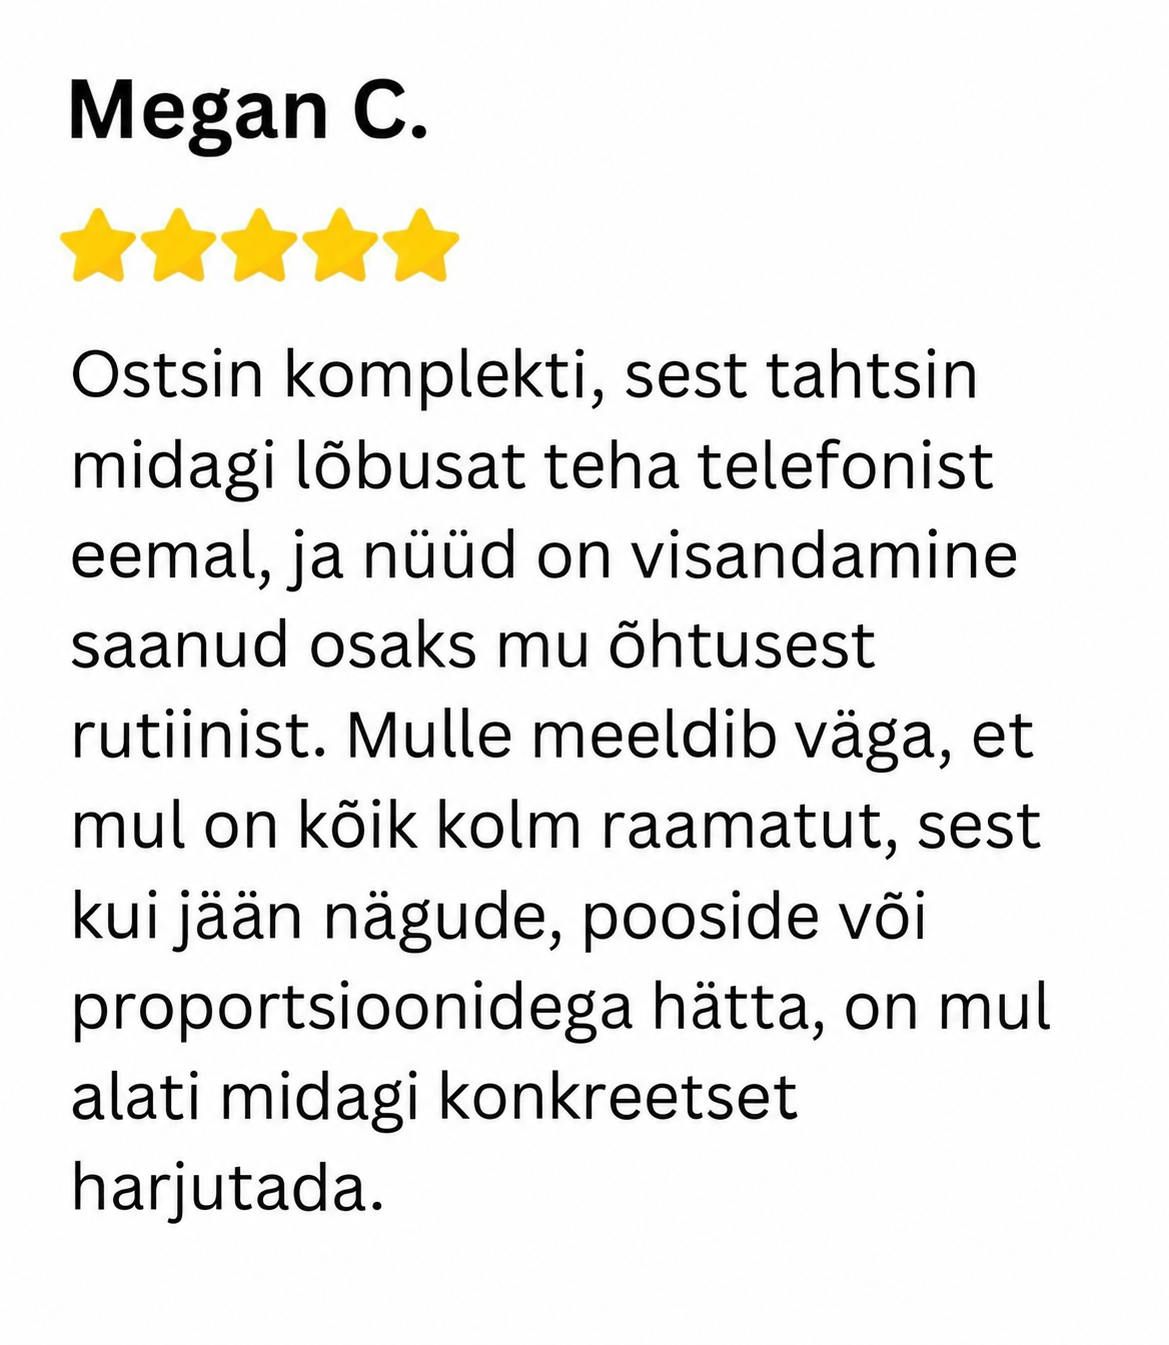 Megan C.
Ostsin komplekti, sest tahtsin
midagi lõbusat teha telefonist
eemal, ja nüüd on visandamine
saanud osaks mu õhtusest
rutiinist. Mulle meeldib väga, et
mul on kõik kolm raamatut, sest
kui jään nägude, pooside või
proportsioonidega hätta, on mul
alati midagi konkreetset
harjutada.